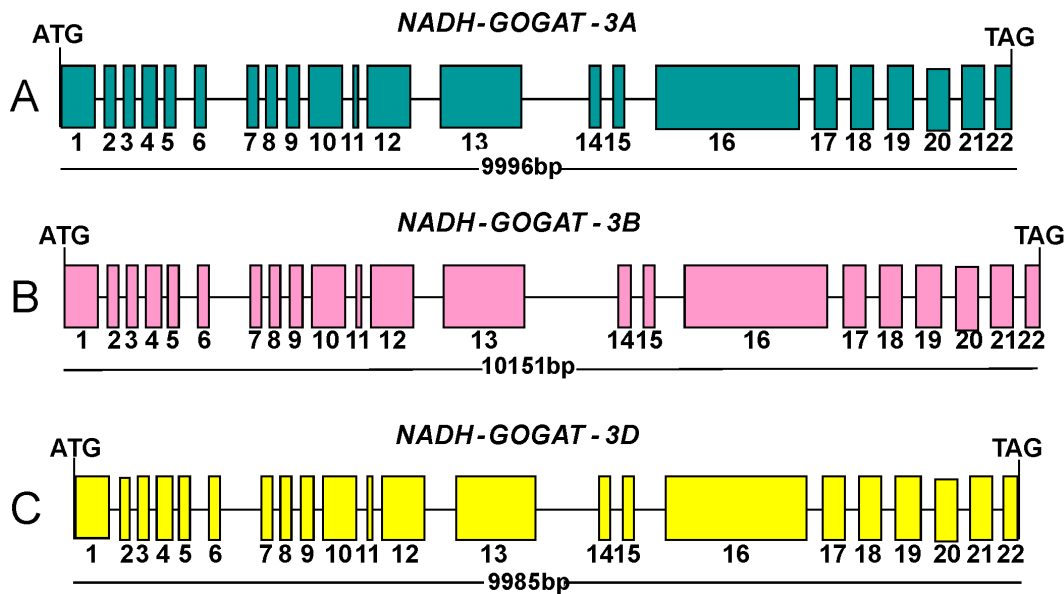 NADH-GOGAT-3A
ATG TAG
A
1 2 3 4 5 6 7 8 9 10 11 12 13 14 15 16 17 18 19 20 21 22
9996bp
NADH-GOGAT-3B
ATG TAG
B
1 2 3 4 5 6 7 8 9 10 11 12 13 14 15 16 17 18 19 20 21 22
10151bp
NADH-GOGAT-3D
ATG TAG
C
1 2 3 4 5 6 7 8 9 10 11 12 13 14 15 16 17 18 19 20 21 22
9985bp